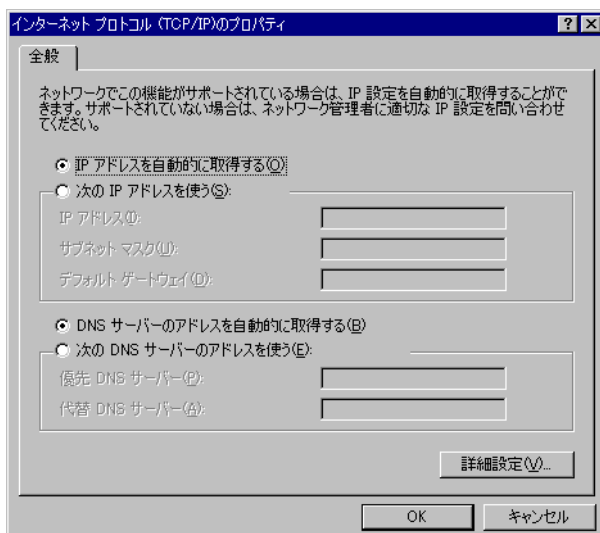 インターネット プロトコル (TCP/IP)のプロパティ
全般
ネットワークでこの機能がサポートされている場合は、IP 設定を自動的に取得することがで
きます。サポートされていない場合は、ネットワーク管理者に適切な IP 設定を問い合わせ
てください。
IP アドレスを自動的に取得する(O)
次の IP アドレスを使う(S):
IP アドレス(I):
サブネット マスク(U):
デフォルト ゲートウェイ(D):
DNS サーバーのアドレスを自動的に取得する(B)
次の DNS サーバーのアドレスを使う(E):
優先 DNS サーバー(P):
代替 DNS サーバー(A):
詳細設定(V)...
OK
キャンセル